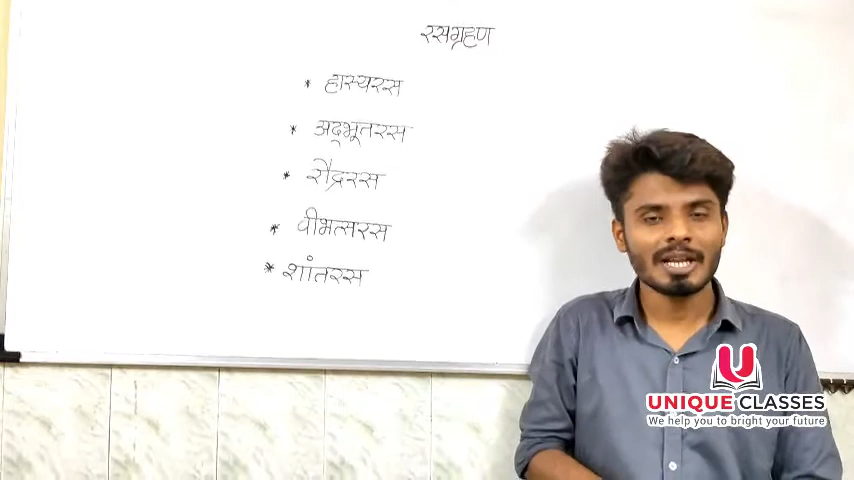 रसग्रहण
* हास्यरस
* अद्भूतरस
* रौद्ररस
* वीभत्सरस
* शांतरस
UNIQUE CLASSES
We help you to bright your future